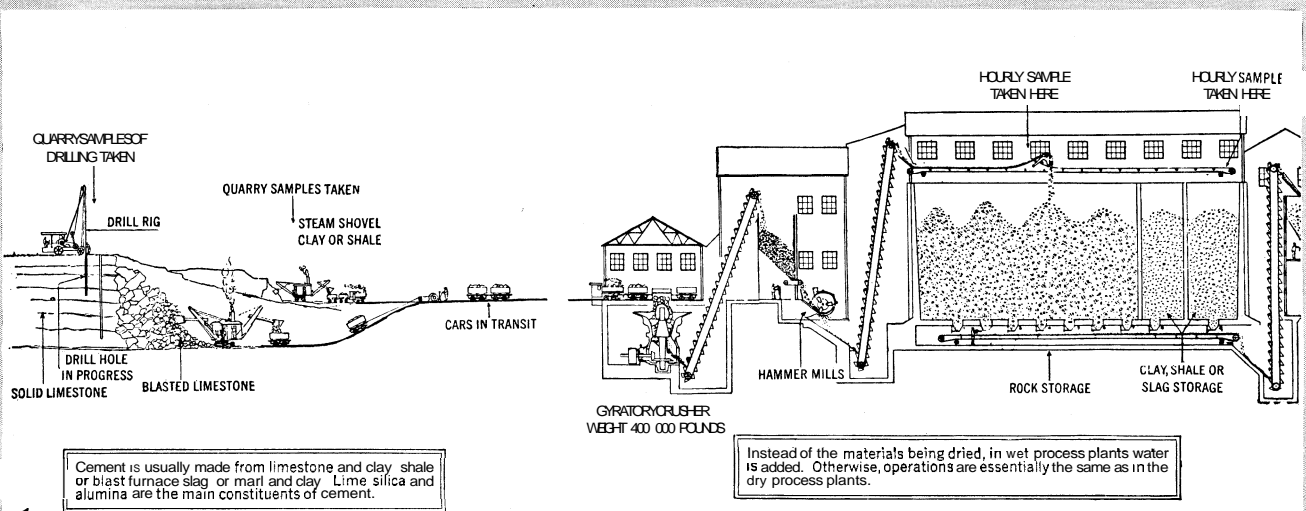 HOURLY SAMPLE
TAKEN HERE
HOURLY SAMPLE
TAKEN HERE
QUARRY SAMPLES OF
DRILLING TAKEN
QUARRY SAMPLES TAKEN
DRILL RIG
STEAM SHOVEL
CLAY OR SHALE
CARS IN TRANSIT
DRILL HOLE
IN PROGRESS
SOLID LIMESTONE
BLASTED LIMESTONE
HAMMER MILLS
ROCK STORAGE
CLAY, SHALE OR
SLAG STORAGE
GYRATORY CRUSHER
WEIGHT 400 000 POUNDS
Cement is usually made from limestone and clay shale
or blast furnace slag or marl and clay Lime silica and
alumina are the main constituents of cement.
Instead of the materials being dried, in wet process plants water
is added. Otherwise, operations are essentially the same as in the
dry process plants.